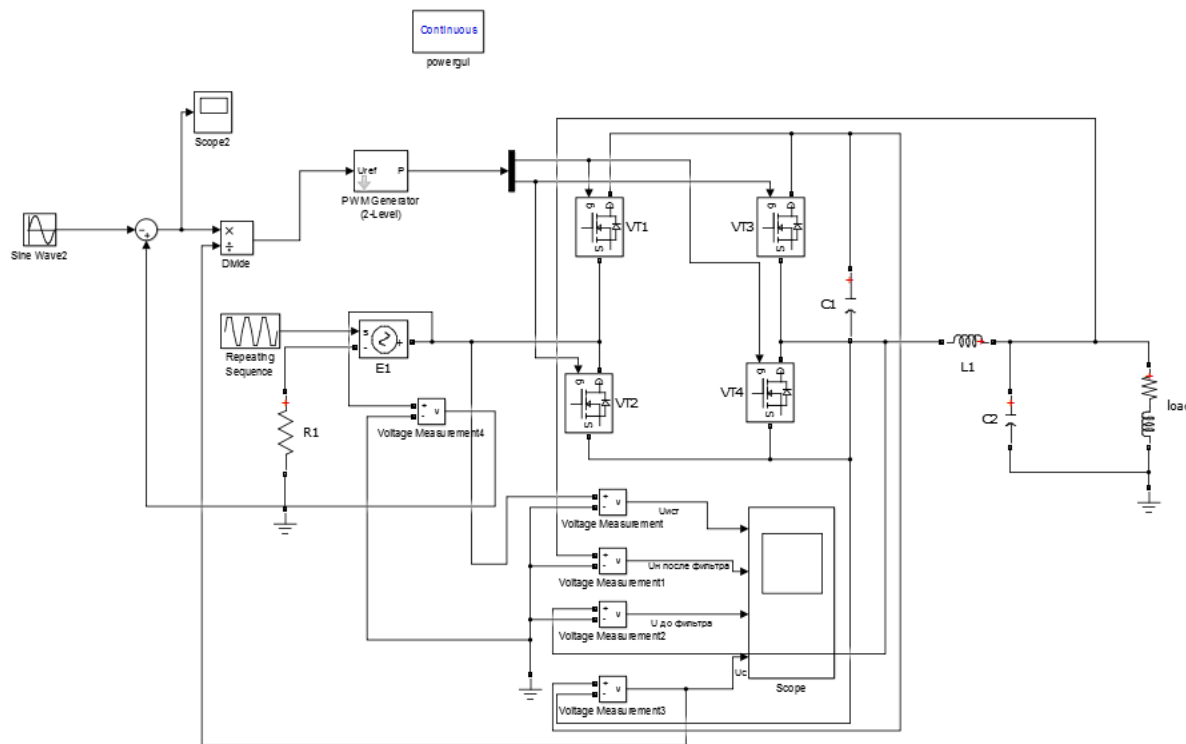 Continuous
powergui
Scope2
Uref
P
PWM Generator
(2-Level)
Sine Wave2
Divide
g
D
S
VT1
g
D
S
VT3
Repeating
Sequence
s
E1
C1
L1
g
D
S
VT2
g
D
S
VT4
R1
v
Voltage Measurement4
C2
load
v
Uист
Voltage Measurement
v
Uн после фильтра
Voltage Measurement1
v
U до фильтра
Voltage Measurement2
Uc
Scope
v
Voltage Measurement3